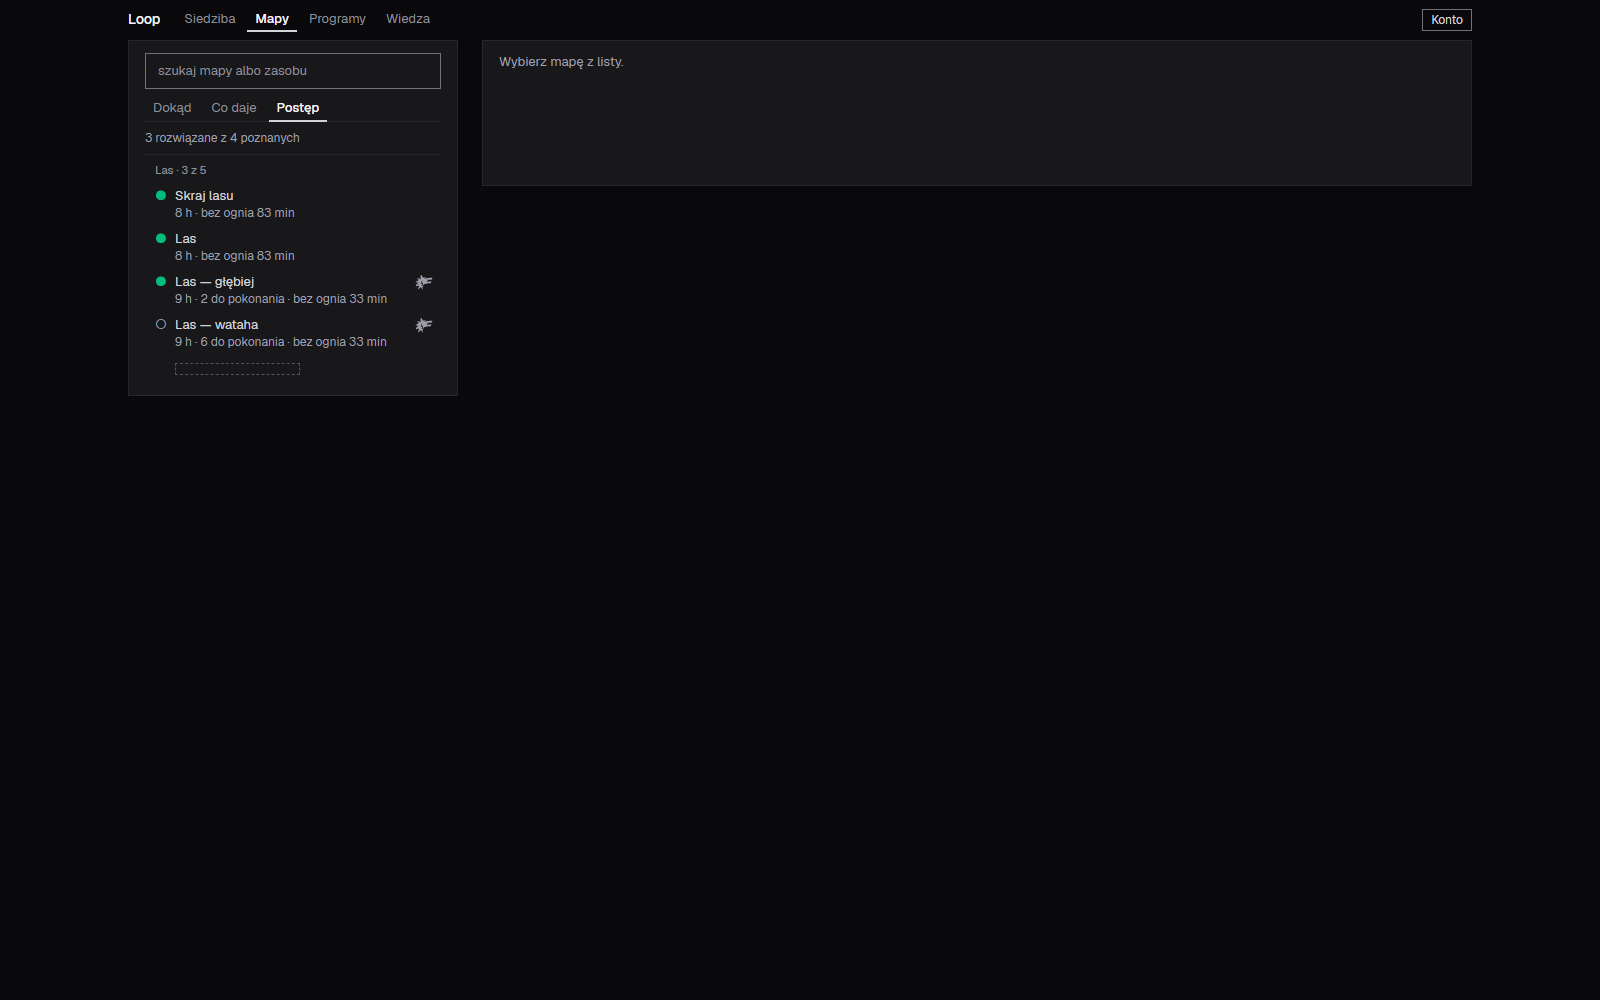 Loop Siedziba Mapy Programy Wiedza Konto
szukaj mapy albo zasobu
Dokąd Co daje Postęp
3 rozwiązane z 4 poznanych
Las · 3 z 5
Skraj lasu
8 h · bez ognia 83 min
Las
8 h · bez ognia 83 min
Las — głębiej
9 h · 2 do pokonania · bez ognia 33 min
Las — wataha
9 h · 6 do pokonania · bez ognia 33 min
Wybierz mapę z listy.